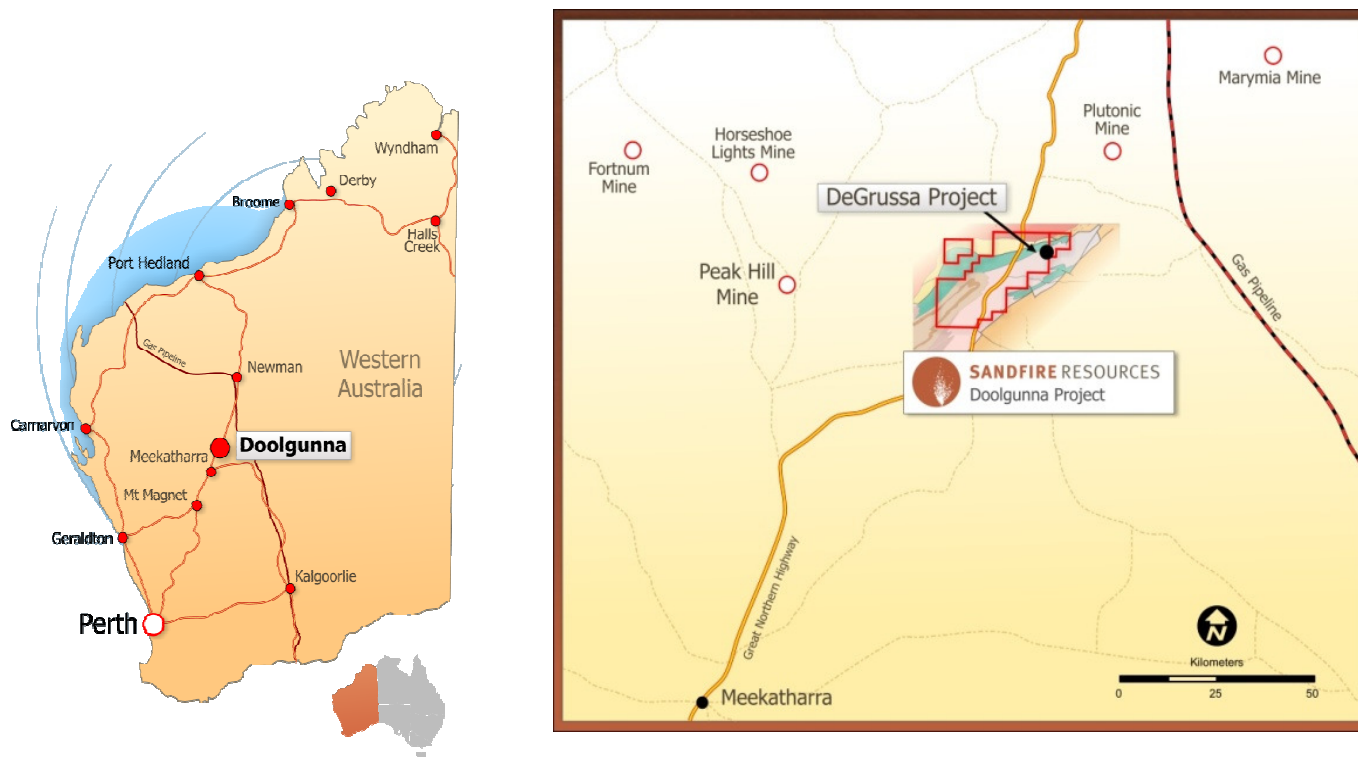 Wyndham
Derby
Broome
Halls
Creek
Port Hedland
Gas Pipeline
Newman
Western
Australia
Carnarvon
Doolgunna
Meekatharra
Mt Magnet
Geraldton
Kalgoorlie
Perth
Marymia Mine
Plutonic
Mine
Horseshoe
Lights Mine
Fortnum
Mine
DeGrussa Project
Peak Hill
Mine
Gas Pipeline
SANDFIRE RESOURCES
Doolgunna Project
Great Northern Highway
N
Kilometers
0 25 50
Meekatharra